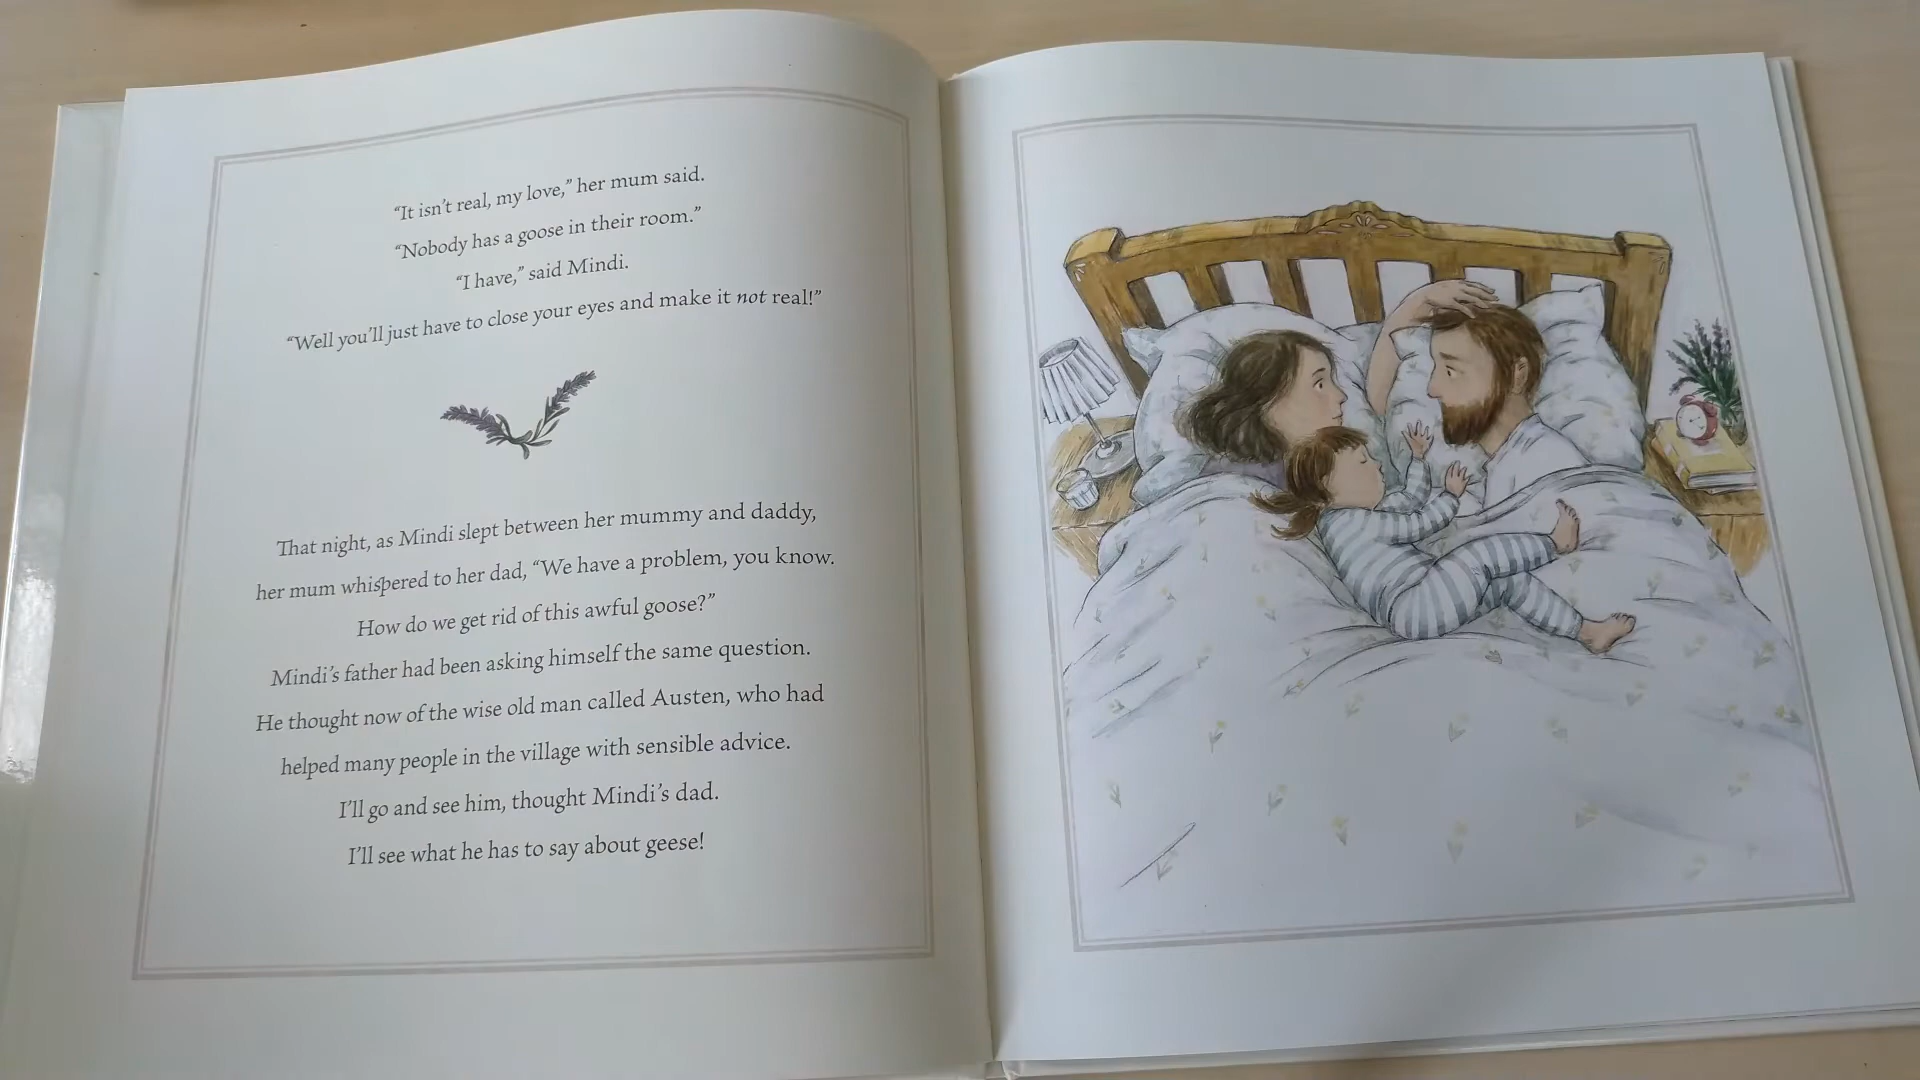 “It isn’t real, my love,” her mum said.
“Nobody has a goose in their room.”
“I have,” said Mindi.
“Well you’ll just have to close your eyes and make it not real!”
That night, as Mindi slept between her mummy and daddy,
her mum whispered to her dad, “We have a problem, you know.
How do we get rid of this awful goose?”
Mindi’s father had been asking himself the same question.
He thought now of the wise old man called Austen, who had
helped many people in the village with sensible advice.
I’ll go and see him, thought Mindi’s dad.
I’ll see what he has to say about geese!